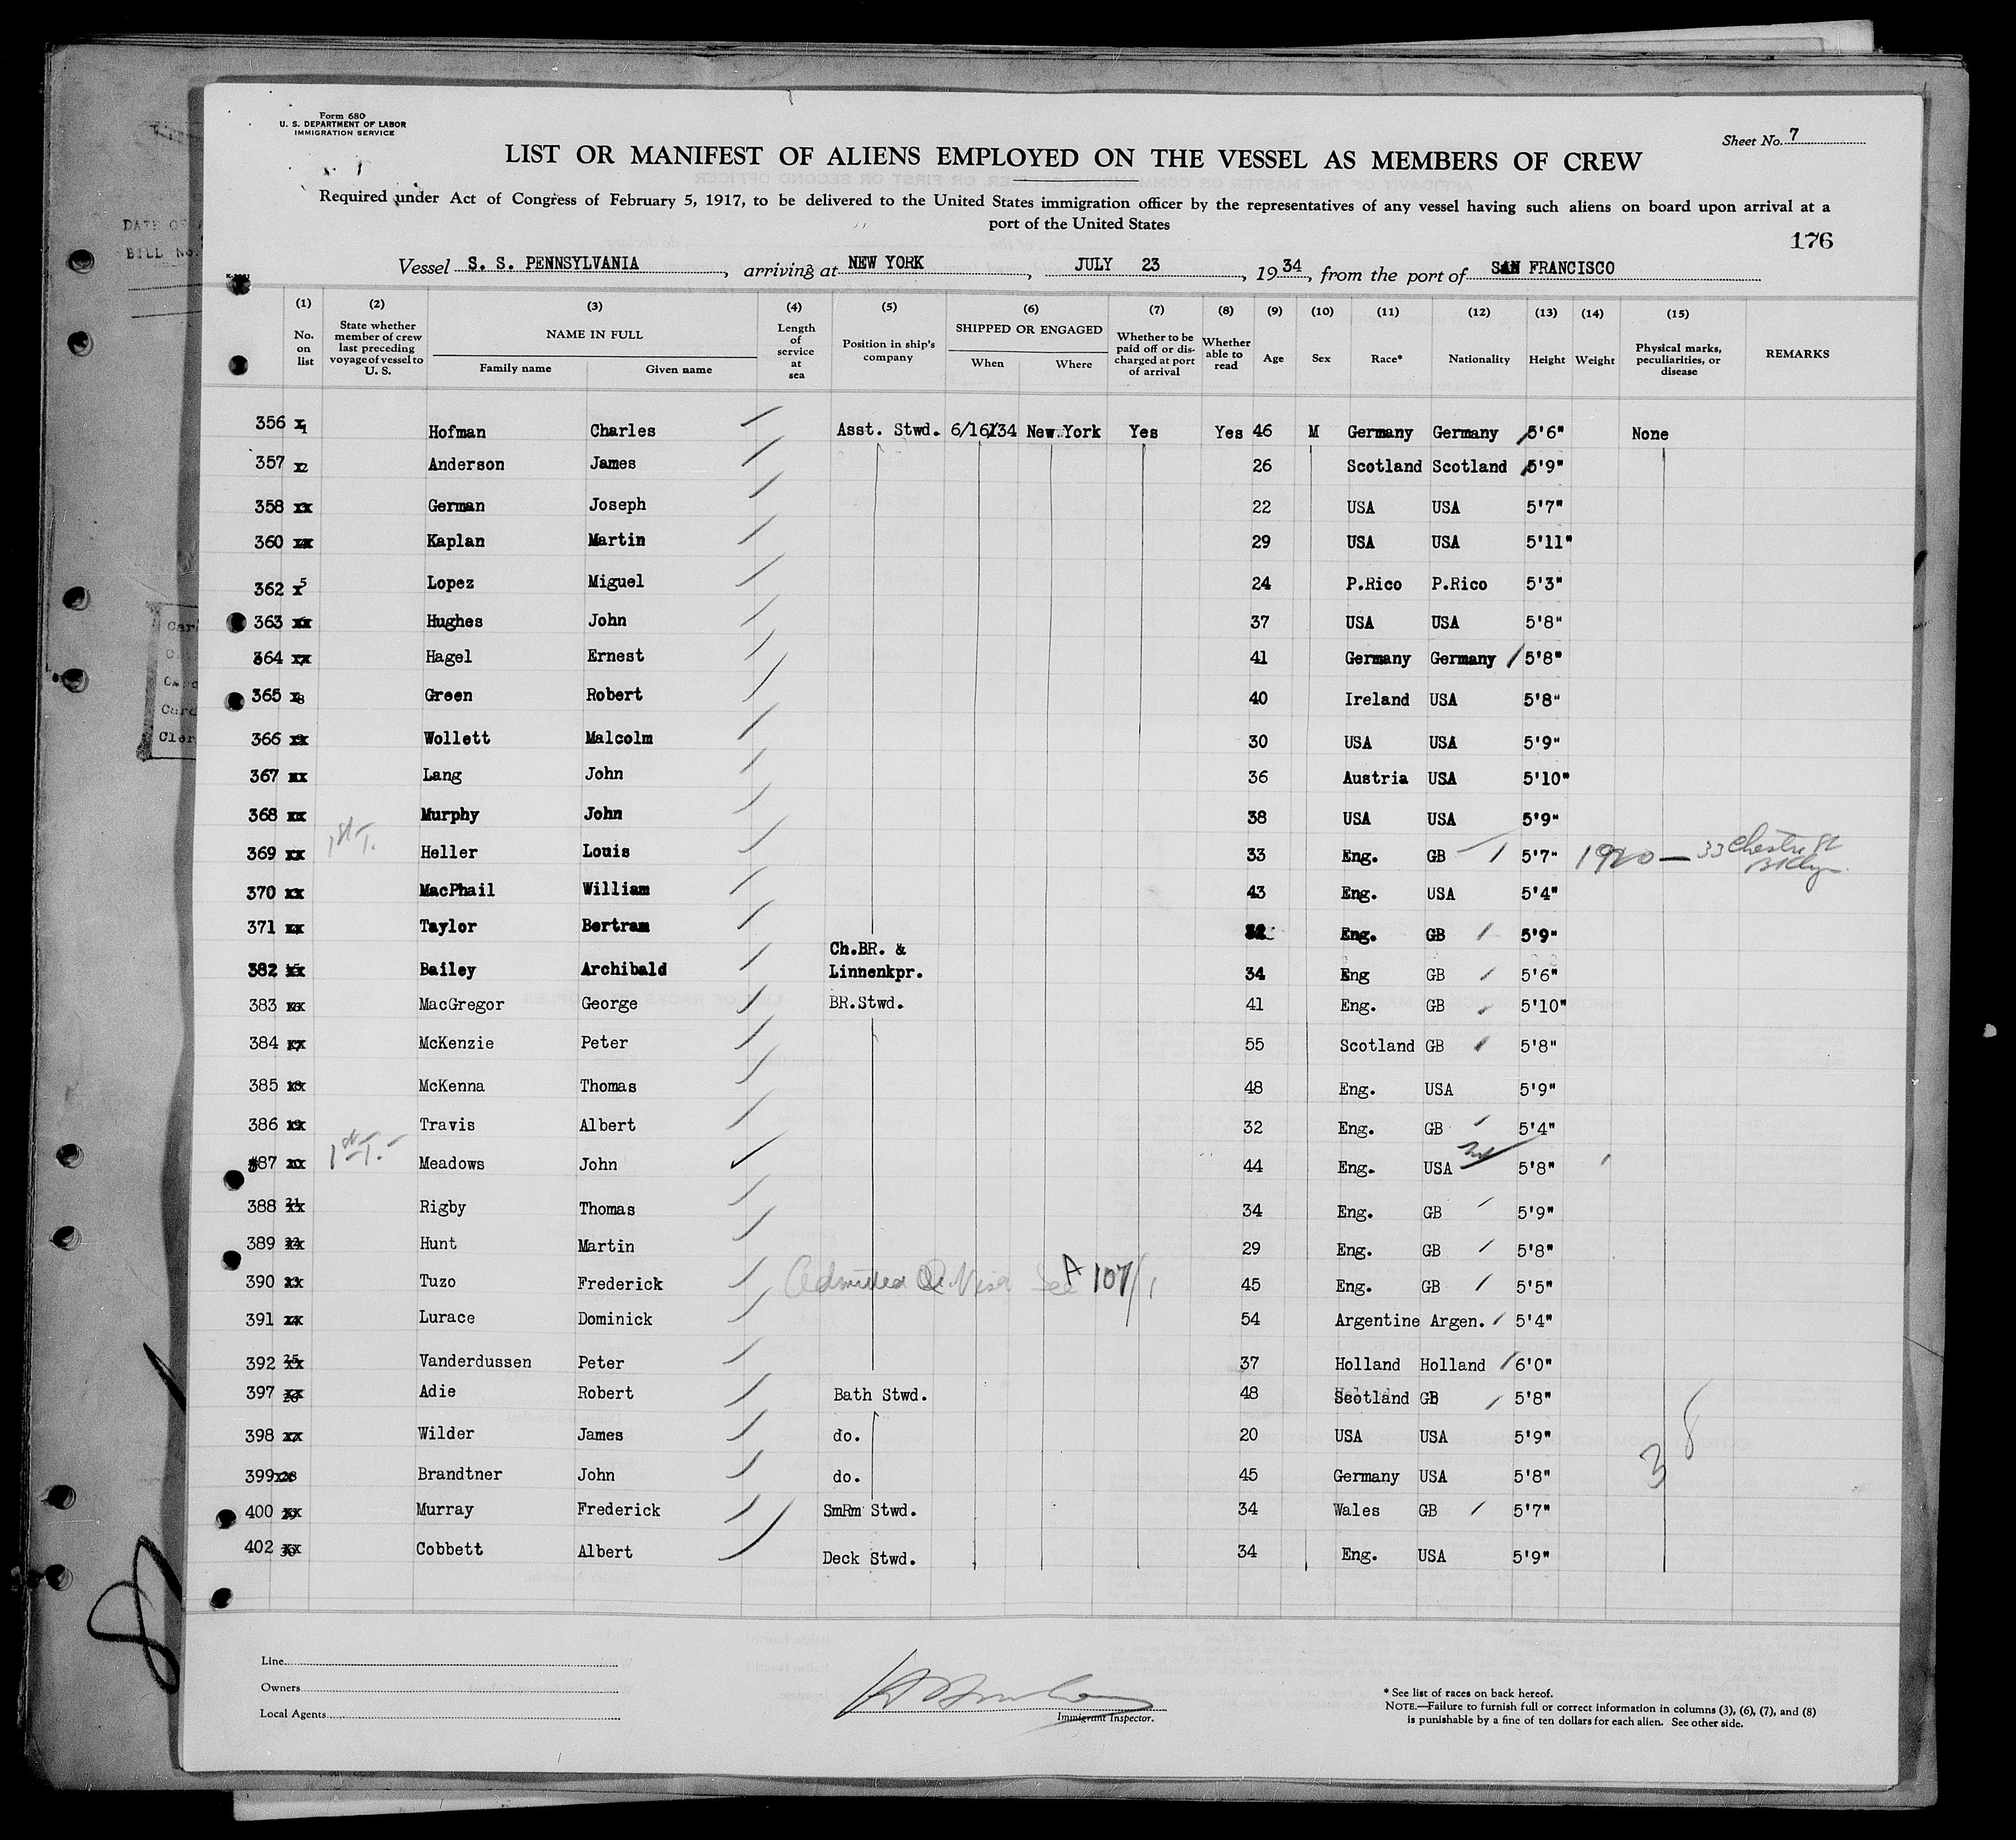 Form 680
U. S. DEPARTMENT OF LABOR
IMMIGRATION SERVICE
Sheet No. 7
LIST OR MANIFEST OF ALIENS EMPLOYED ON THE VESSEL AS MEMBERS OF CREW
Required under Act of Congress of February 5, 1917, to be delivered to the United States immigration officer by the representatives of any vessel having such aliens on board upon arrival at a
port of the United States
176
Vessel S. S. PENNSYLVANIA, arriving at NEW YORK, JULY 23, 1934, from the port of SAN FRANCISCO
(1) (2) (3) (4) (5) (6) (7) (8) (9) (10) (11) (12) (13) (14) (15)
No. on list State whether member of crew last preceding voyage of vessel to U. S. NAME IN FULL Family name Given name Length of service at sea Position in ship's company SHIPPED OR ENGAGED When Where Whether to be paid off or discharged at port of arrival Whether able to read Age Sex Race* Nationality Height Weight Physical marks, peculiarities, or disease REMARKS
356 1 Hofman Charles Asst. Stwd. 6/16/34 New York Yes Yes 46 M Germany Germany 5'6" None
357 2 Anderson James 26 Scotland Scotland 5'9"
358 German Joseph 22 USA USA 5'7"
360 Kaplan Martin 29 USA USA 5'11"
362 5 Lopez Miguel 24 P.Rico P.Rico 5'3"
363 Hughes John 37 USA USA 5'8"
364 Hagel Ernest 41 Germany Germany 5'8"
365 8 Green Robert 40 Ireland USA 5'8"
366 Wollett Malcolm 30 USA USA 5'9"
367 Lang John 36 Austria USA 5'10"
368 Murphy John 38 USA USA 5'9"
369 1st T. Heller Louis 33 Eng. GB 5'7" 1920 — 33 Chester St Bklyn
370 MacPhail William 43 Eng. USA 5'4"
371 Taylor Bertram Eng. GB 5'9"
382 Bailey Archibald Ch.BR. & Linnenkpr. 34 Eng GB 5'6"
383 MacGregor George BR.Stwd. 41 Eng. GB 5'10"
384 McKenzie Peter 55 Scotland GB 5'8"
385 McKenna Thomas 48 Eng. USA 5'9"
386 Travis Albert 32 Eng. GB 5'4"
387 1st T. Meadows John 44 Eng. USA 5'8"
388 21 Rigby Thomas 34 Eng. GB 5'9"
389 22 Hunt Martin 29 Eng. GB 5'8"
390 Tuzo Frederick Admitted Visa See 107/1 45 Eng. GB 5'5"
391 Lurace Dominick 54 Argentine Argen. 5'4"
392 25 Vanderdussen Peter 37 Holland Holland 6'0"
397 26 Adie Robert Bath Stwd. 48 Scotland GB 5'8"
398 27 Wilder James do. 20 USA USA 5'9"
399 28 Brandtner John do. 45 Germany USA 5'8"
400 29 Murray Frederick SmRm Stwd. 34 Wales GB 5'7"
402 30 Cobbett Albert Deck Stwd. 34 Eng. USA 5'9"
Line
Owners
Local Agents
Immigrant Inspector.
* See list of races on back hereof.
NOTE.—Failure to furnish full or correct information in columns (3), (6), (7), and (8)
is punishable by a fine of ten dollars for each alien. See other side.